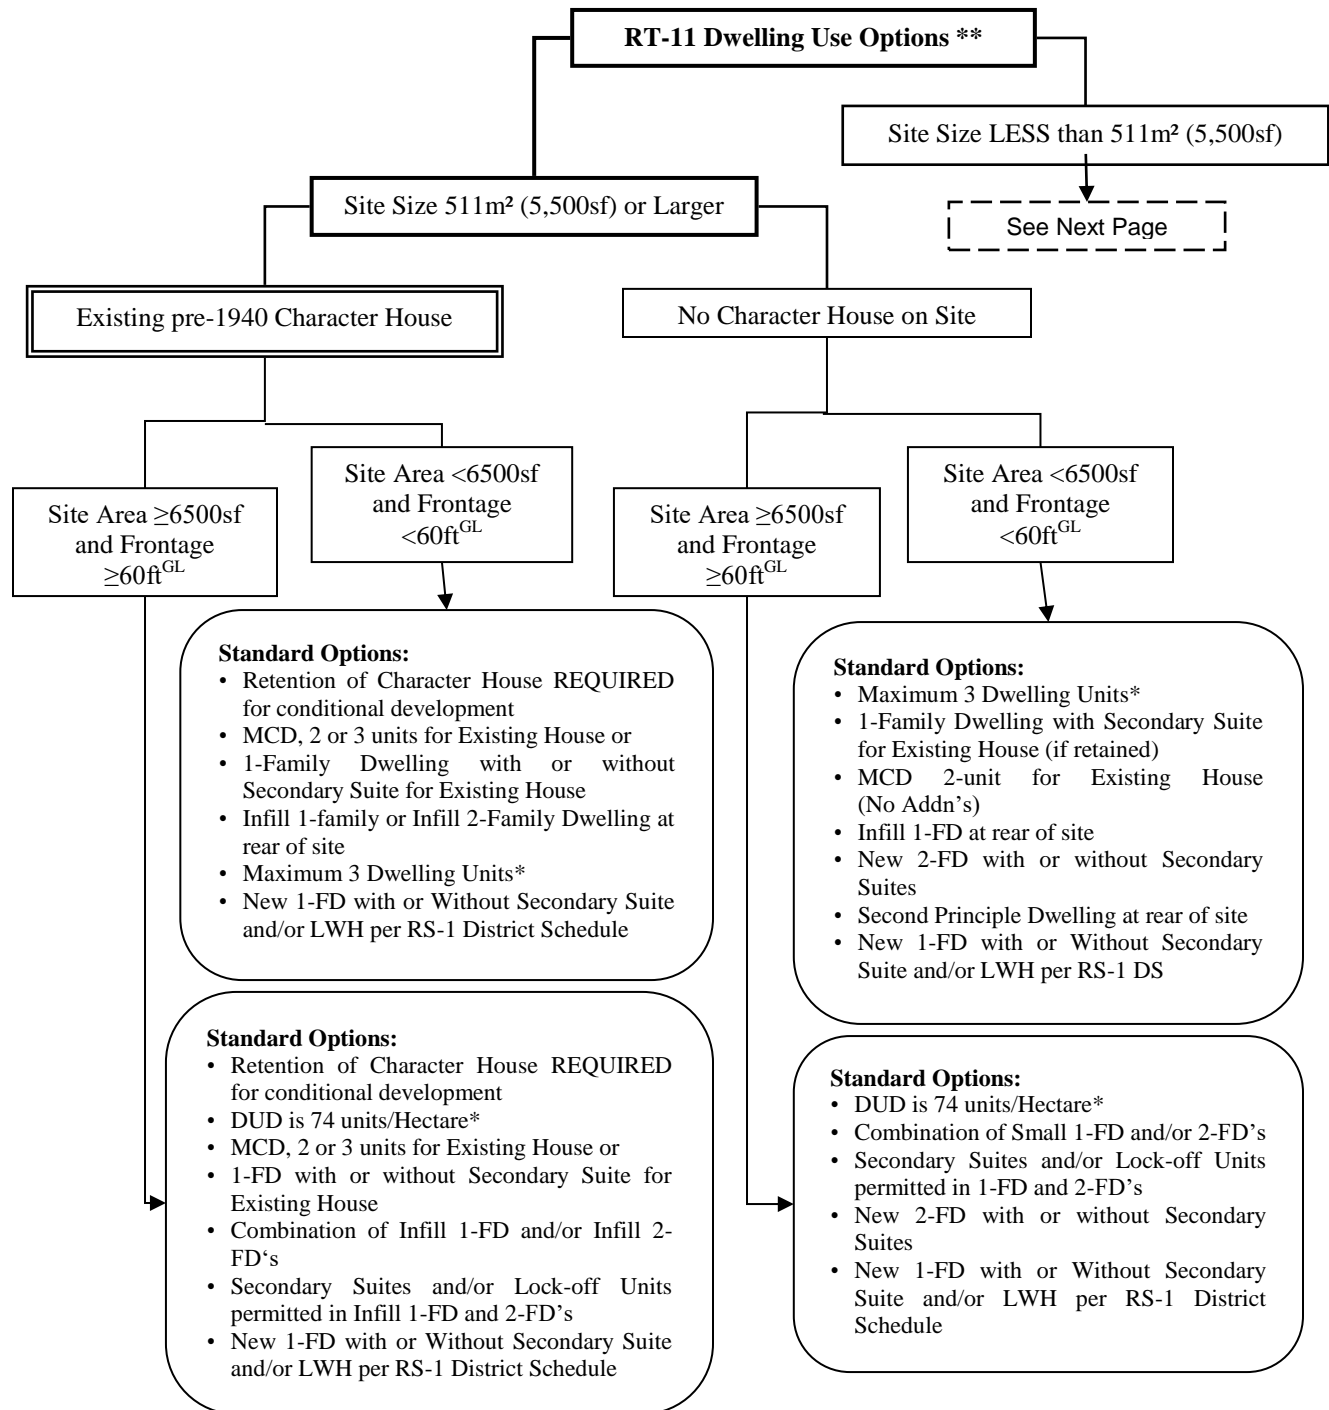 RT-11 Dwelling Use Options **
Site Size LESS than 511m² (5,500sf)
Site Size 511m² (5,500sf) or Larger
See Next Page
Existing pre-1940 Character House
No Character House on Site
Site Area ≥6500sf
and Frontage
≥60ft^GL
Site Area <6500sf
and Frontage
<60ft^GL
Site Area ≥6500sf
and Frontage
≥60ft^GL
Site Area <6500sf
and Frontage
<60ft^GL
Standard Options:
• Retention of Character House REQUIRED
for conditional development
• MCD, 2 or 3 units for Existing House or
• 1-Family Dwelling with or without
Secondary Suite for Existing House
• Infill 1-family or Infill 2-Family Dwelling at
rear of site
• Maximum 3 Dwelling Units*
• New 1-FD with or Without Secondary Suite
and/or LWH per RS-1 District Schedule
Standard Options:
• Maximum 3 Dwelling Units*
• 1-Family Dwelling with Secondary Suite
for Existing House (if retained)
• MCD 2-unit for Existing House
(No Addn's)
• Infill 1-FD at rear of site
• New 2-FD with or without Secondary
Suites
• Second Principle Dwelling at rear of site
• New 1-FD with or Without Secondary
Suite and/or LWH per RS-1 DS
Standard Options:
• Retention of Character House REQUIRED
for conditional development
• DUD is 74 units/Hectare*
• MCD, 2 or 3 units for Existing House or
• 1-FD with or without Secondary Suite for
Existing House
• Combination of Infill 1-FD and/or Infill 2-
FD‘s
• Secondary Suites and/or Lock-off Units
permitted in Infill 1-FD and 2-FD’s
• New 1-FD with or Without Secondary Suite
and/or LWH per RS-1 District Schedule
Standard Options:
• DUD is 74 units/Hectare*
• Combination of Small 1-FD and/or 2-FD’s
• Secondary Suites and/or Lock-off Units
permitted in 1-FD and 2-FD’s
• New 2-FD with or without Secondary
Suites
• New 1-FD with or Without Secondary
Suite and/or LWH per RS-1 District
Schedule